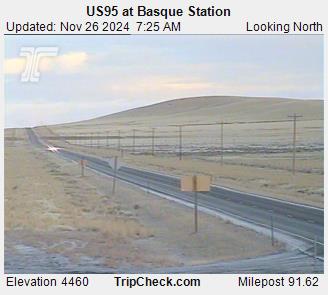 US95 at Basque Station
Updated: Nov 26 2024 7:25 AM Looking North
Elevation 4460 TripCheck.com Milepost 91.62